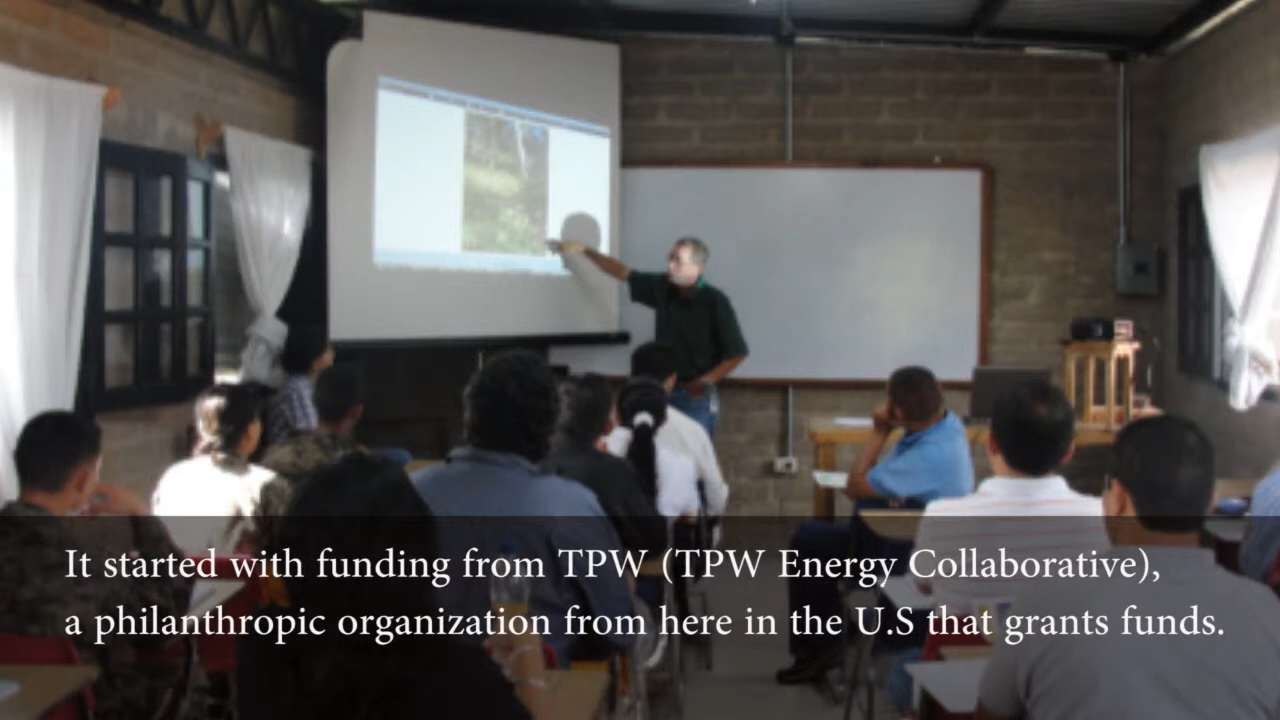 It started with funding from TPW (TPW Energy Collaborative),
a philanthropic organization from here in the U.S that grants funds.